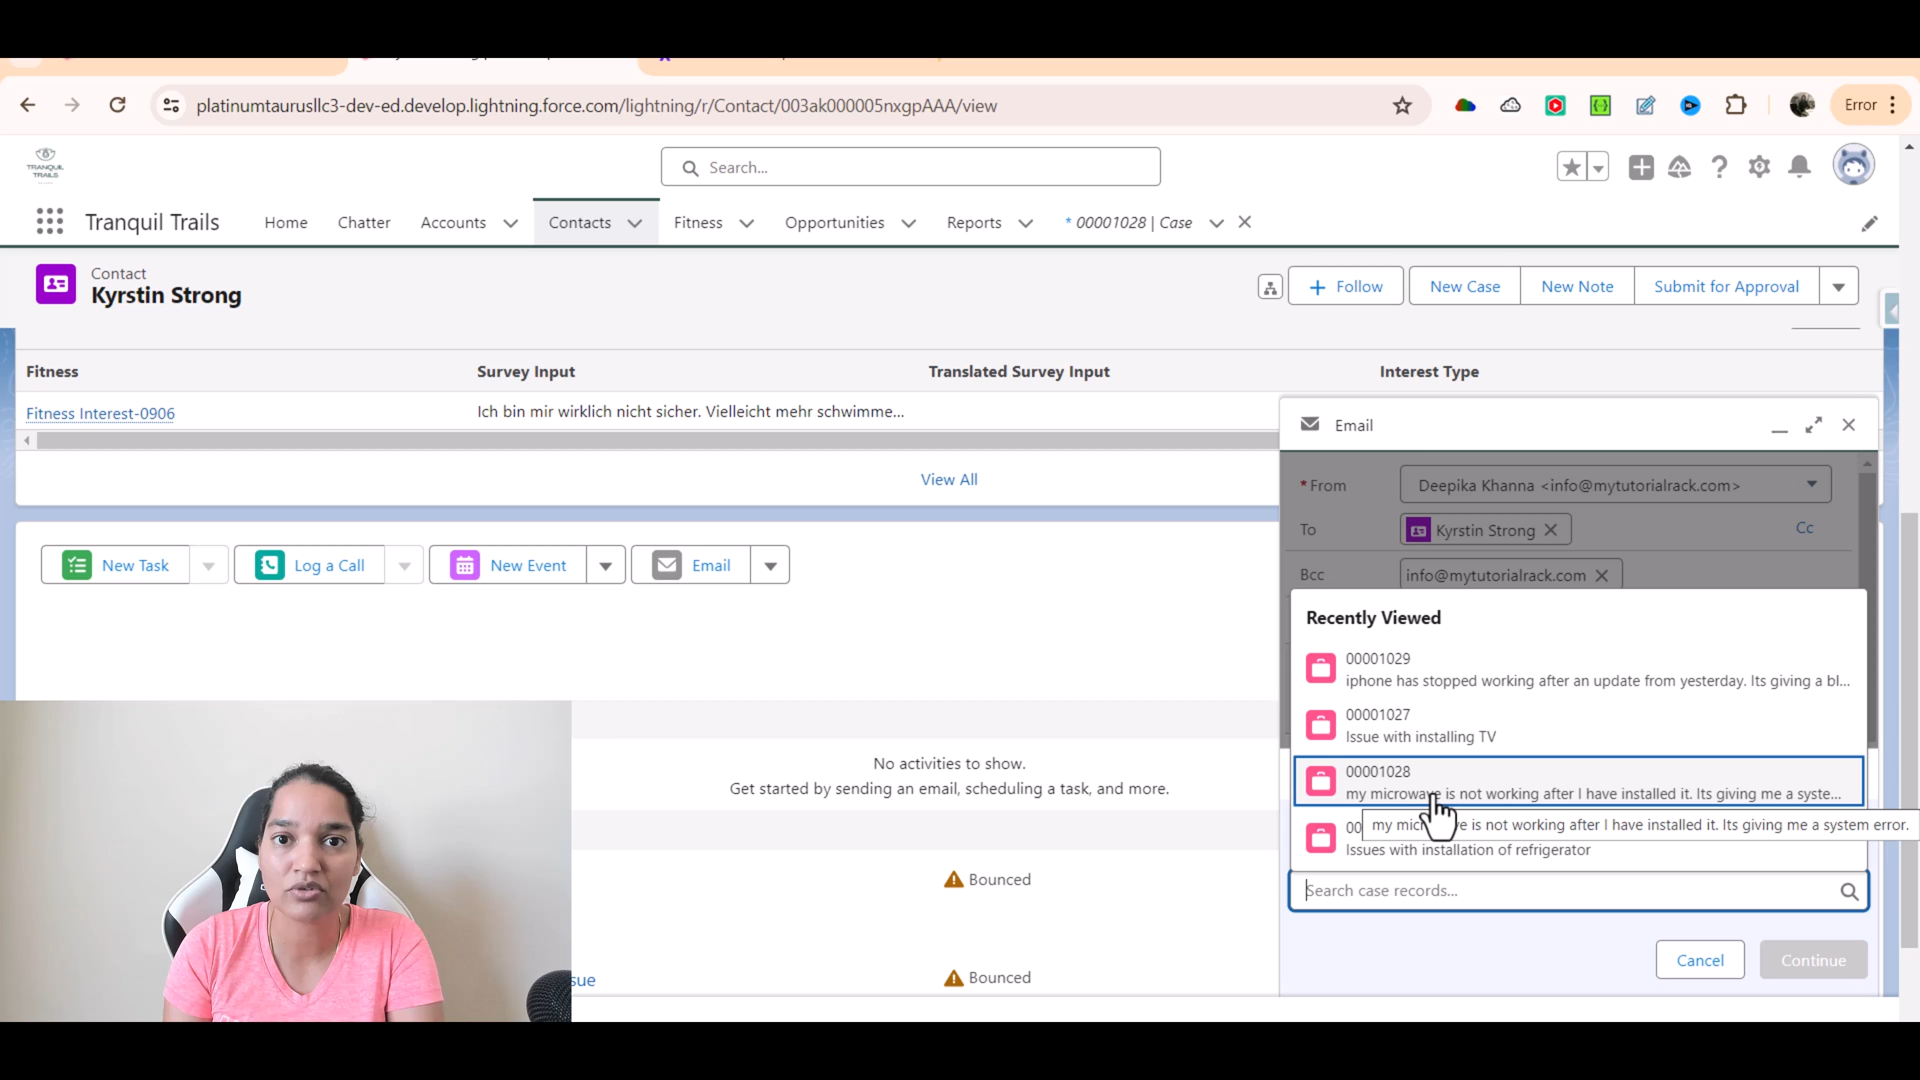 platinumtaurusllc3-dev-ed.develop.lightning.force.com/lightning/r/Contact/003ak000005nxgpAAA/view
Error
TRANQUIL
TRAILS
Search...
Tranquil Trails
Home
Chatter
Accounts
Contacts
Fitness
Opportunities
Reports
* 00001028 | Case
Contact
Kyrstin Strong
Follow
New Case
New Note
Submit for Approval
Fitness
Survey Input
Translated Survey Input
Interest Type
Fitness Interest-0906
Ich bin mir wirklich nicht sicher. Vielleicht mehr schwimme...
View All
New Task
Log a Call
New Event
Email
No activities to show.
Get started by sending an email, scheduling a task, and more.
Bounced
sue
Bounced
Email
* From
Deepika Khanna <info@mytutorialrack.com>
To
Kyrstin Strong
Cc
Bcc
info@mytutorialrack.com
Recently Viewed
00001029
iphone has stopped working after an update from yesterday. Its giving a bl...
00001027
Issue with installing TV
00001028
my microwave is not working after I have installed it. Its giving me a syste...
00
my mic ve is not working after I have installed it. Its giving me a system error.
Issues with installation of refrigerator
Search case records...
Cancel
Continue